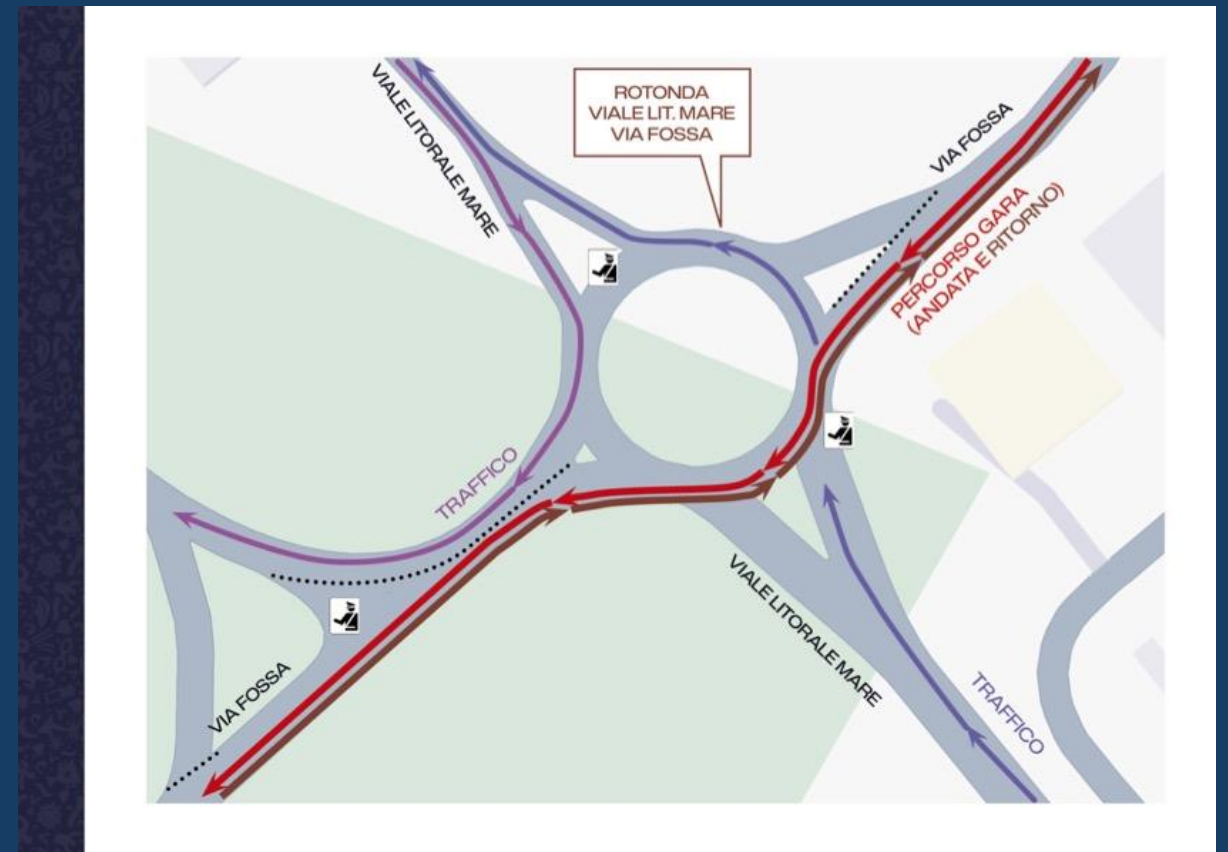 VIALE LITORALE MARE
ROTONDA
VIALE LIT. MARE
VIA FOSSA
VIA FOSSA
PERCORSO GARA
(ANDATA E RITORNO)
TRAFFICO
VIALE LITORALE MARE
VIA FOSSA
TRAFFICO